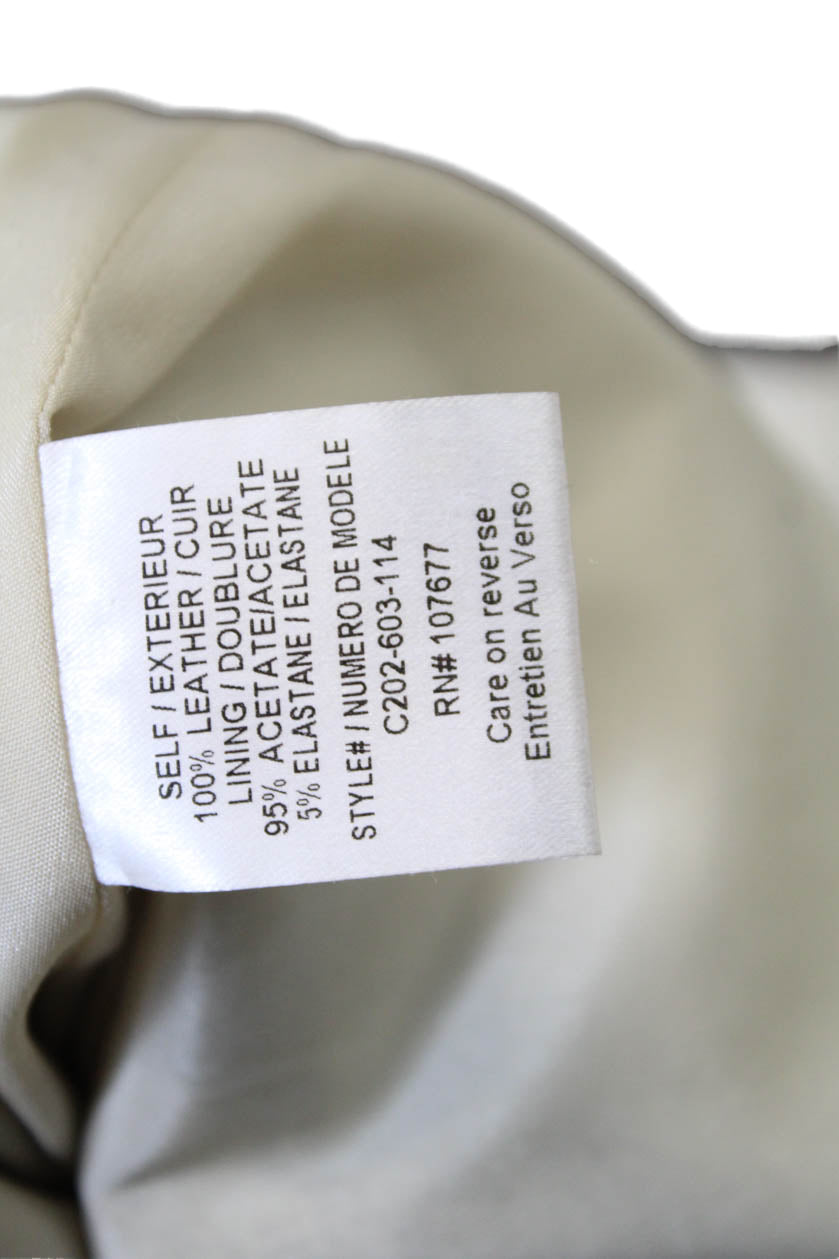 SELF / EXTERIEUR
100% LEATHER / CUIR
LINING / DOUBLURE
95% ACETATE/ACETATE
5% ELASTANE / ELASTANE
STYLE# / NUMERO DE MODELE
C202-603-114
RN# 107677
Care on reverse
Entretien Au Verso